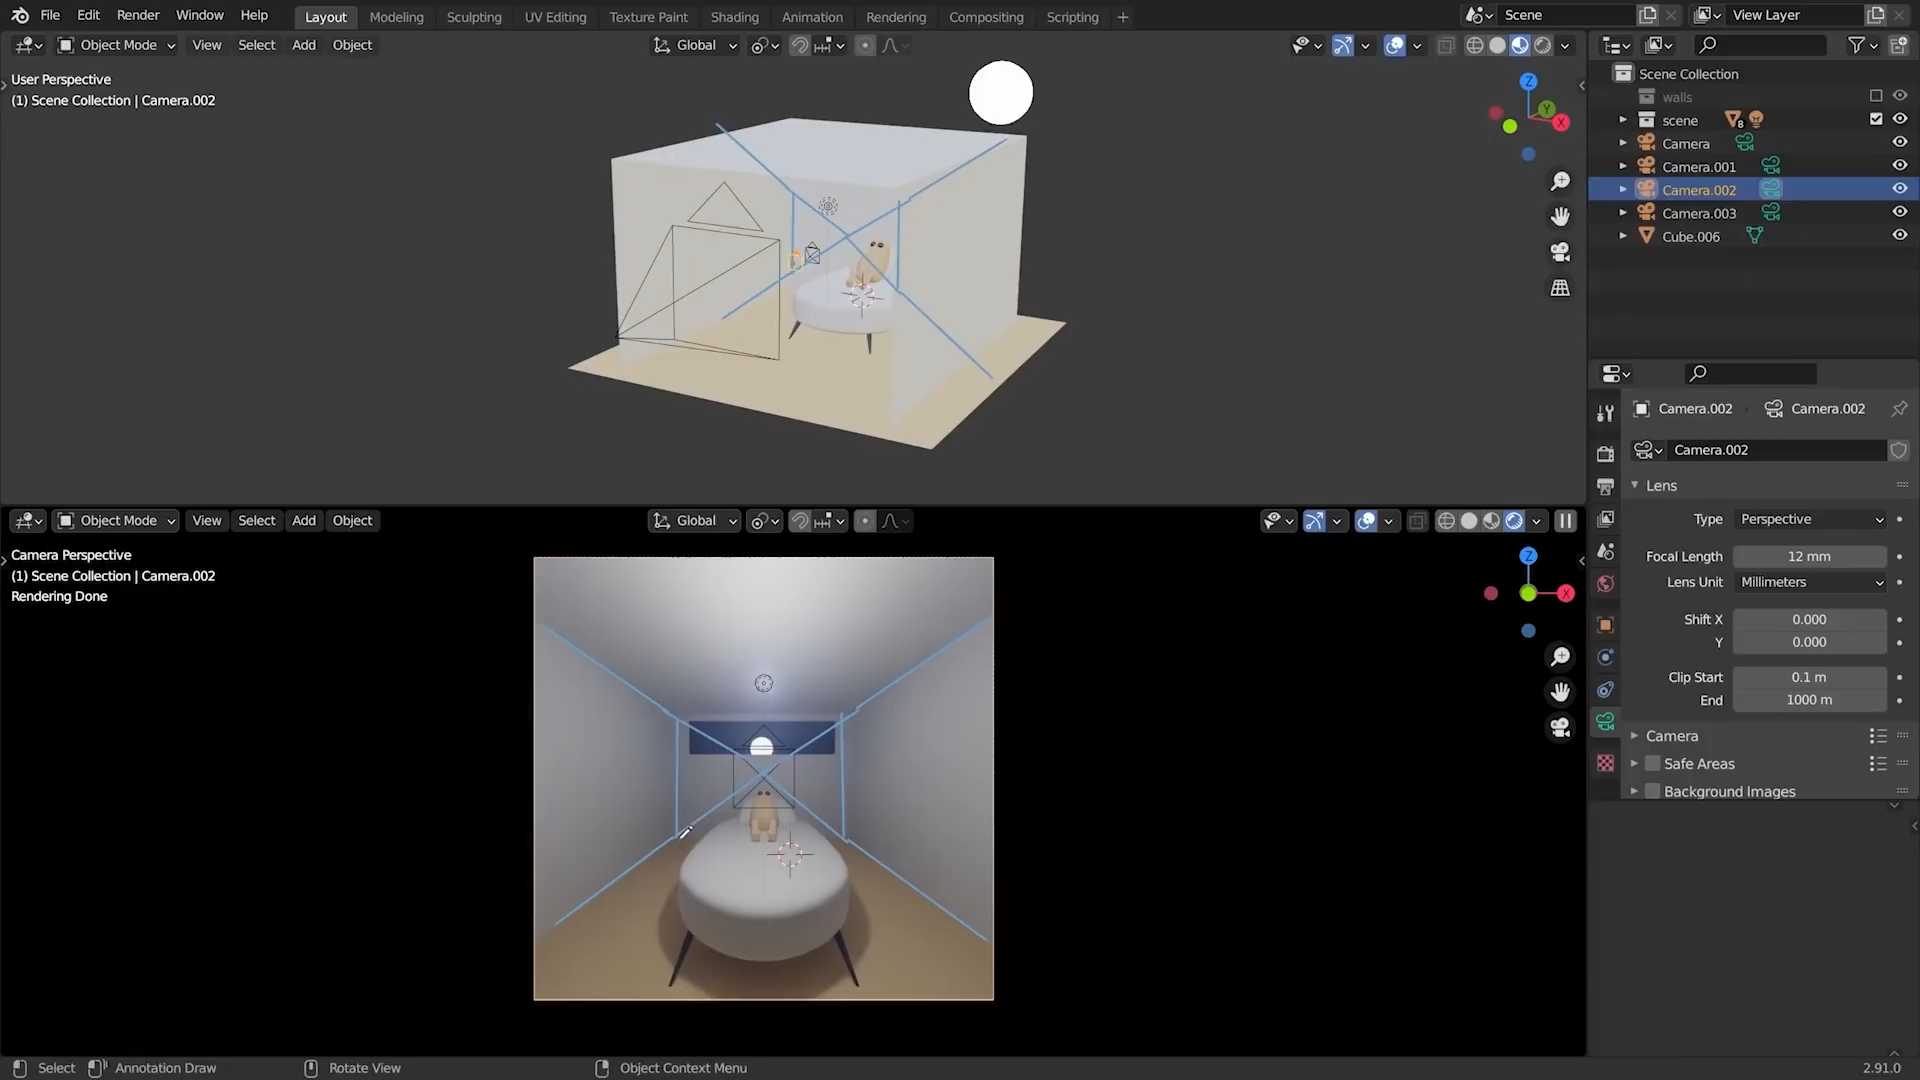 File Edit Render Window Help Layout Modeling Sculpting UV Editing Texture Paint Shading Animation Rendering Compositing Scripting + Scene View Layer
Object Mode View Select Add Object Global
User Perspective
(1) Scene Collection | Camera.002
Z
Y
X
Scene Collection
walls
scene 8
Camera
Camera.001
Camera.002
Camera.003
Cube.006
Camera.002 Camera.002
Camera.002
Lens
Type Perspective
Focal Length 12 mm
Lens Unit Millimeters
Shift X 0.000
Y 0.000
Clip Start 0.1 m
End 1000 m
Camera
Safe Areas
Background Images
Object Mode View Select Add Object Global
Camera Perspective
(1) Scene Collection | Camera.002
Rendering Done
Z
X
Select Annotation Draw Rotate View Object Context Menu 2.91.0